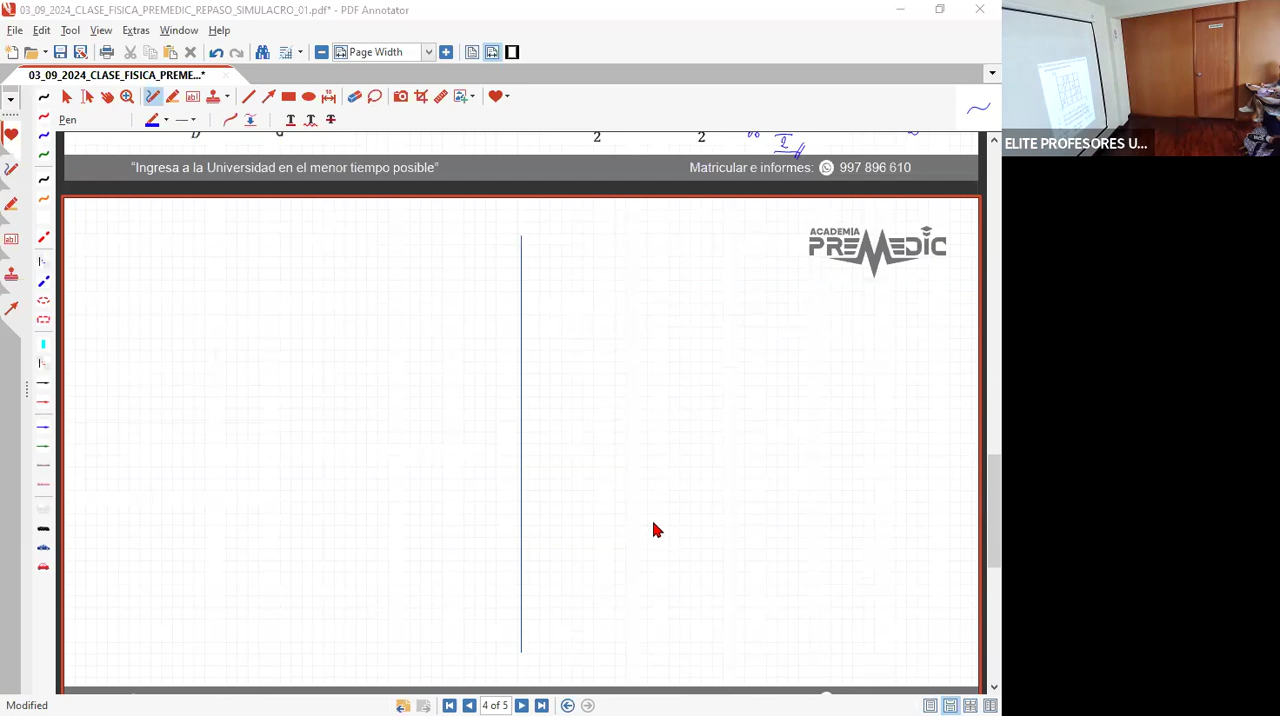 03_09_2024_CLASE_FISICA_PREMEDIC_REPASO_SIMULACRO_01.pdf* - PDF Annotator
File Edit Tool View Extras Window Help
Page Width
03_09_2024_CLASE_FISICA_PREME...*
Pen
2 2
"Ingresa a la Universidad en el menor tiempo posible" Matricular e informes: 997 896 610
ACADEMIA
PREMEDIC
4 of 5
Modified
ELITE PROFESORES U...